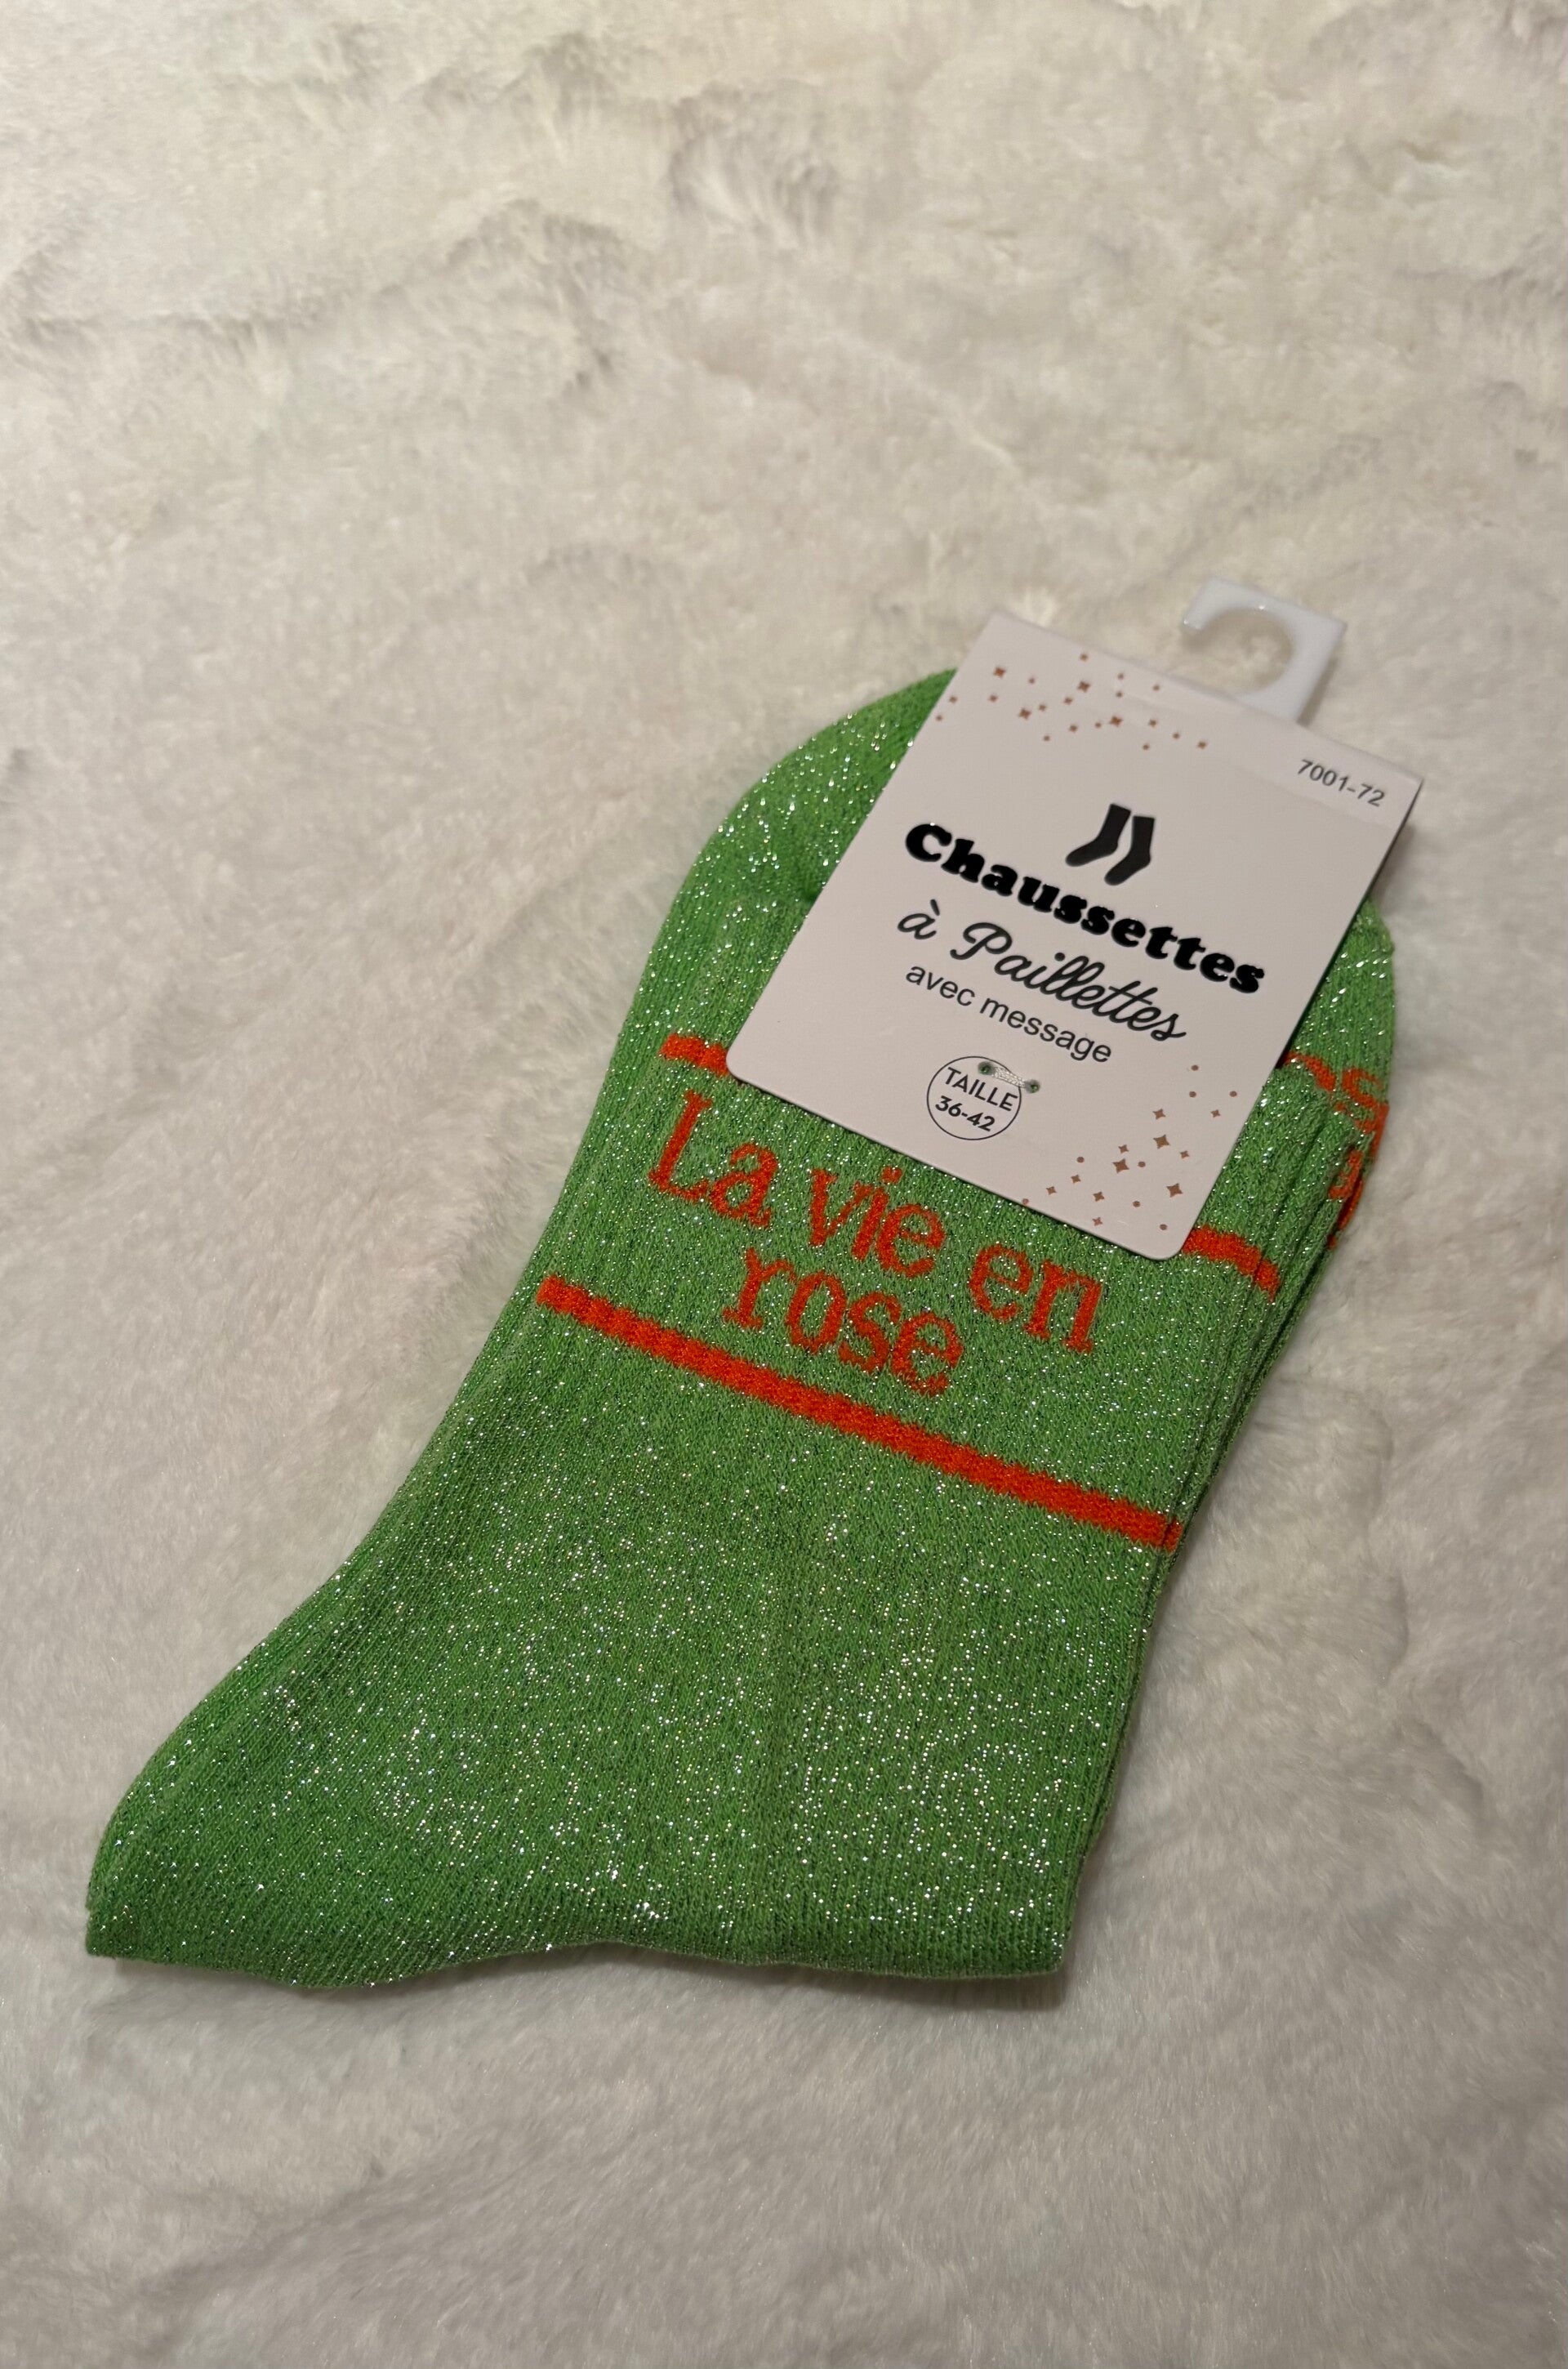 7001-72
Chaussettes
à Paillettes
avec message
TAILLE
36-42
La vie en
rose